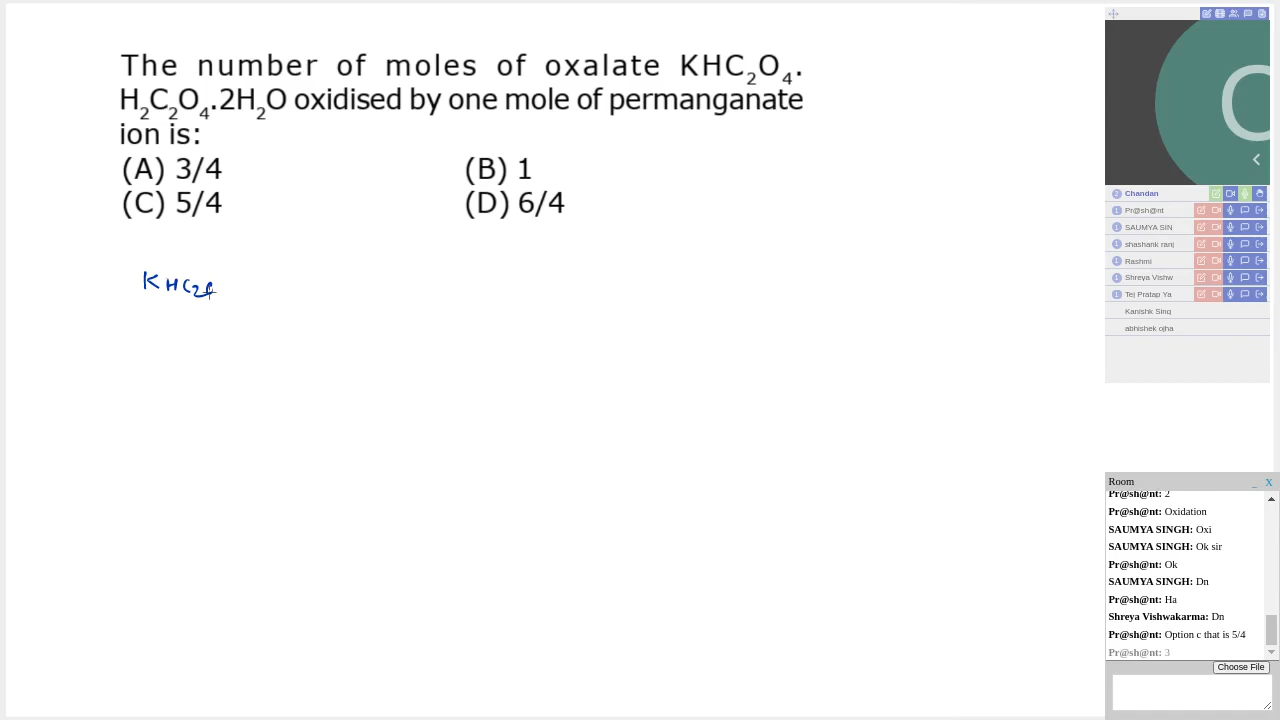 The number of moles of oxalate KHC₂O₄.
H₂C₂O₄.2H₂O oxidised by one mole of permanganate
ion is:
(A) 3/4 (B) 1
(C) 5/4 (D) 6/4
KHC2
Chandan
Pr@sh@nt
SAUMYA SIN
shashank ranj
Rashmi
Shreya Vishw
Tej Pratap Ya
Kanishk Sing
abhishek ojha
Room _ X
Pr@sh@nt: 2
Pr@sh@nt: Oxidation
SAUMYA SINGH: Oxi
SAUMYA SINGH: Ok sir
Pr@sh@nt: Ok
SAUMYA SINGH: Dn
Pr@sh@nt: Ha
Shreya Vishwakarma: Dn
Pr@sh@nt: Option c that is 5/4
Pr@sh@nt: 3
Choose File